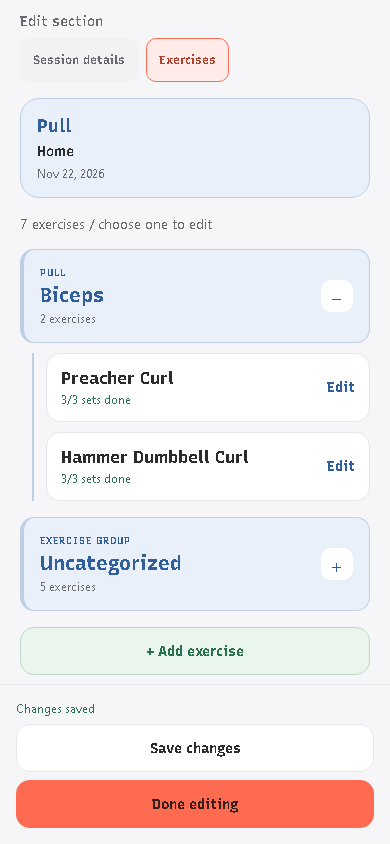 Edit section
Session details
Exercises
Pull
Home
Nov 22, 2026
7 exercises / choose one to edit
PULL
Biceps
2 exercises
–
Preacher Curl
3/3 sets done
Edit
Hammer Dumbbell Curl
3/3 sets done
Edit
EXERCISE GROUP
Uncategorized
5 exercises
+
+ Add exercise
Changes saved
Save changes
Done editing